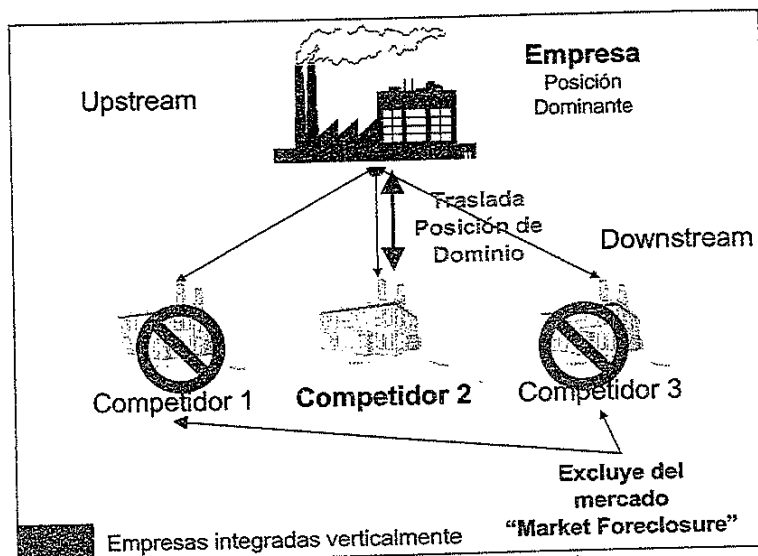 Empresa
Posición
Dominante
Upstream
Traslada
Posición de
Dominio
Downstream
Competidor 1
Competidor 2
Competidor 3
Excluye del
mercado
“Market Foreclosure”
Empresas integradas verticalmente